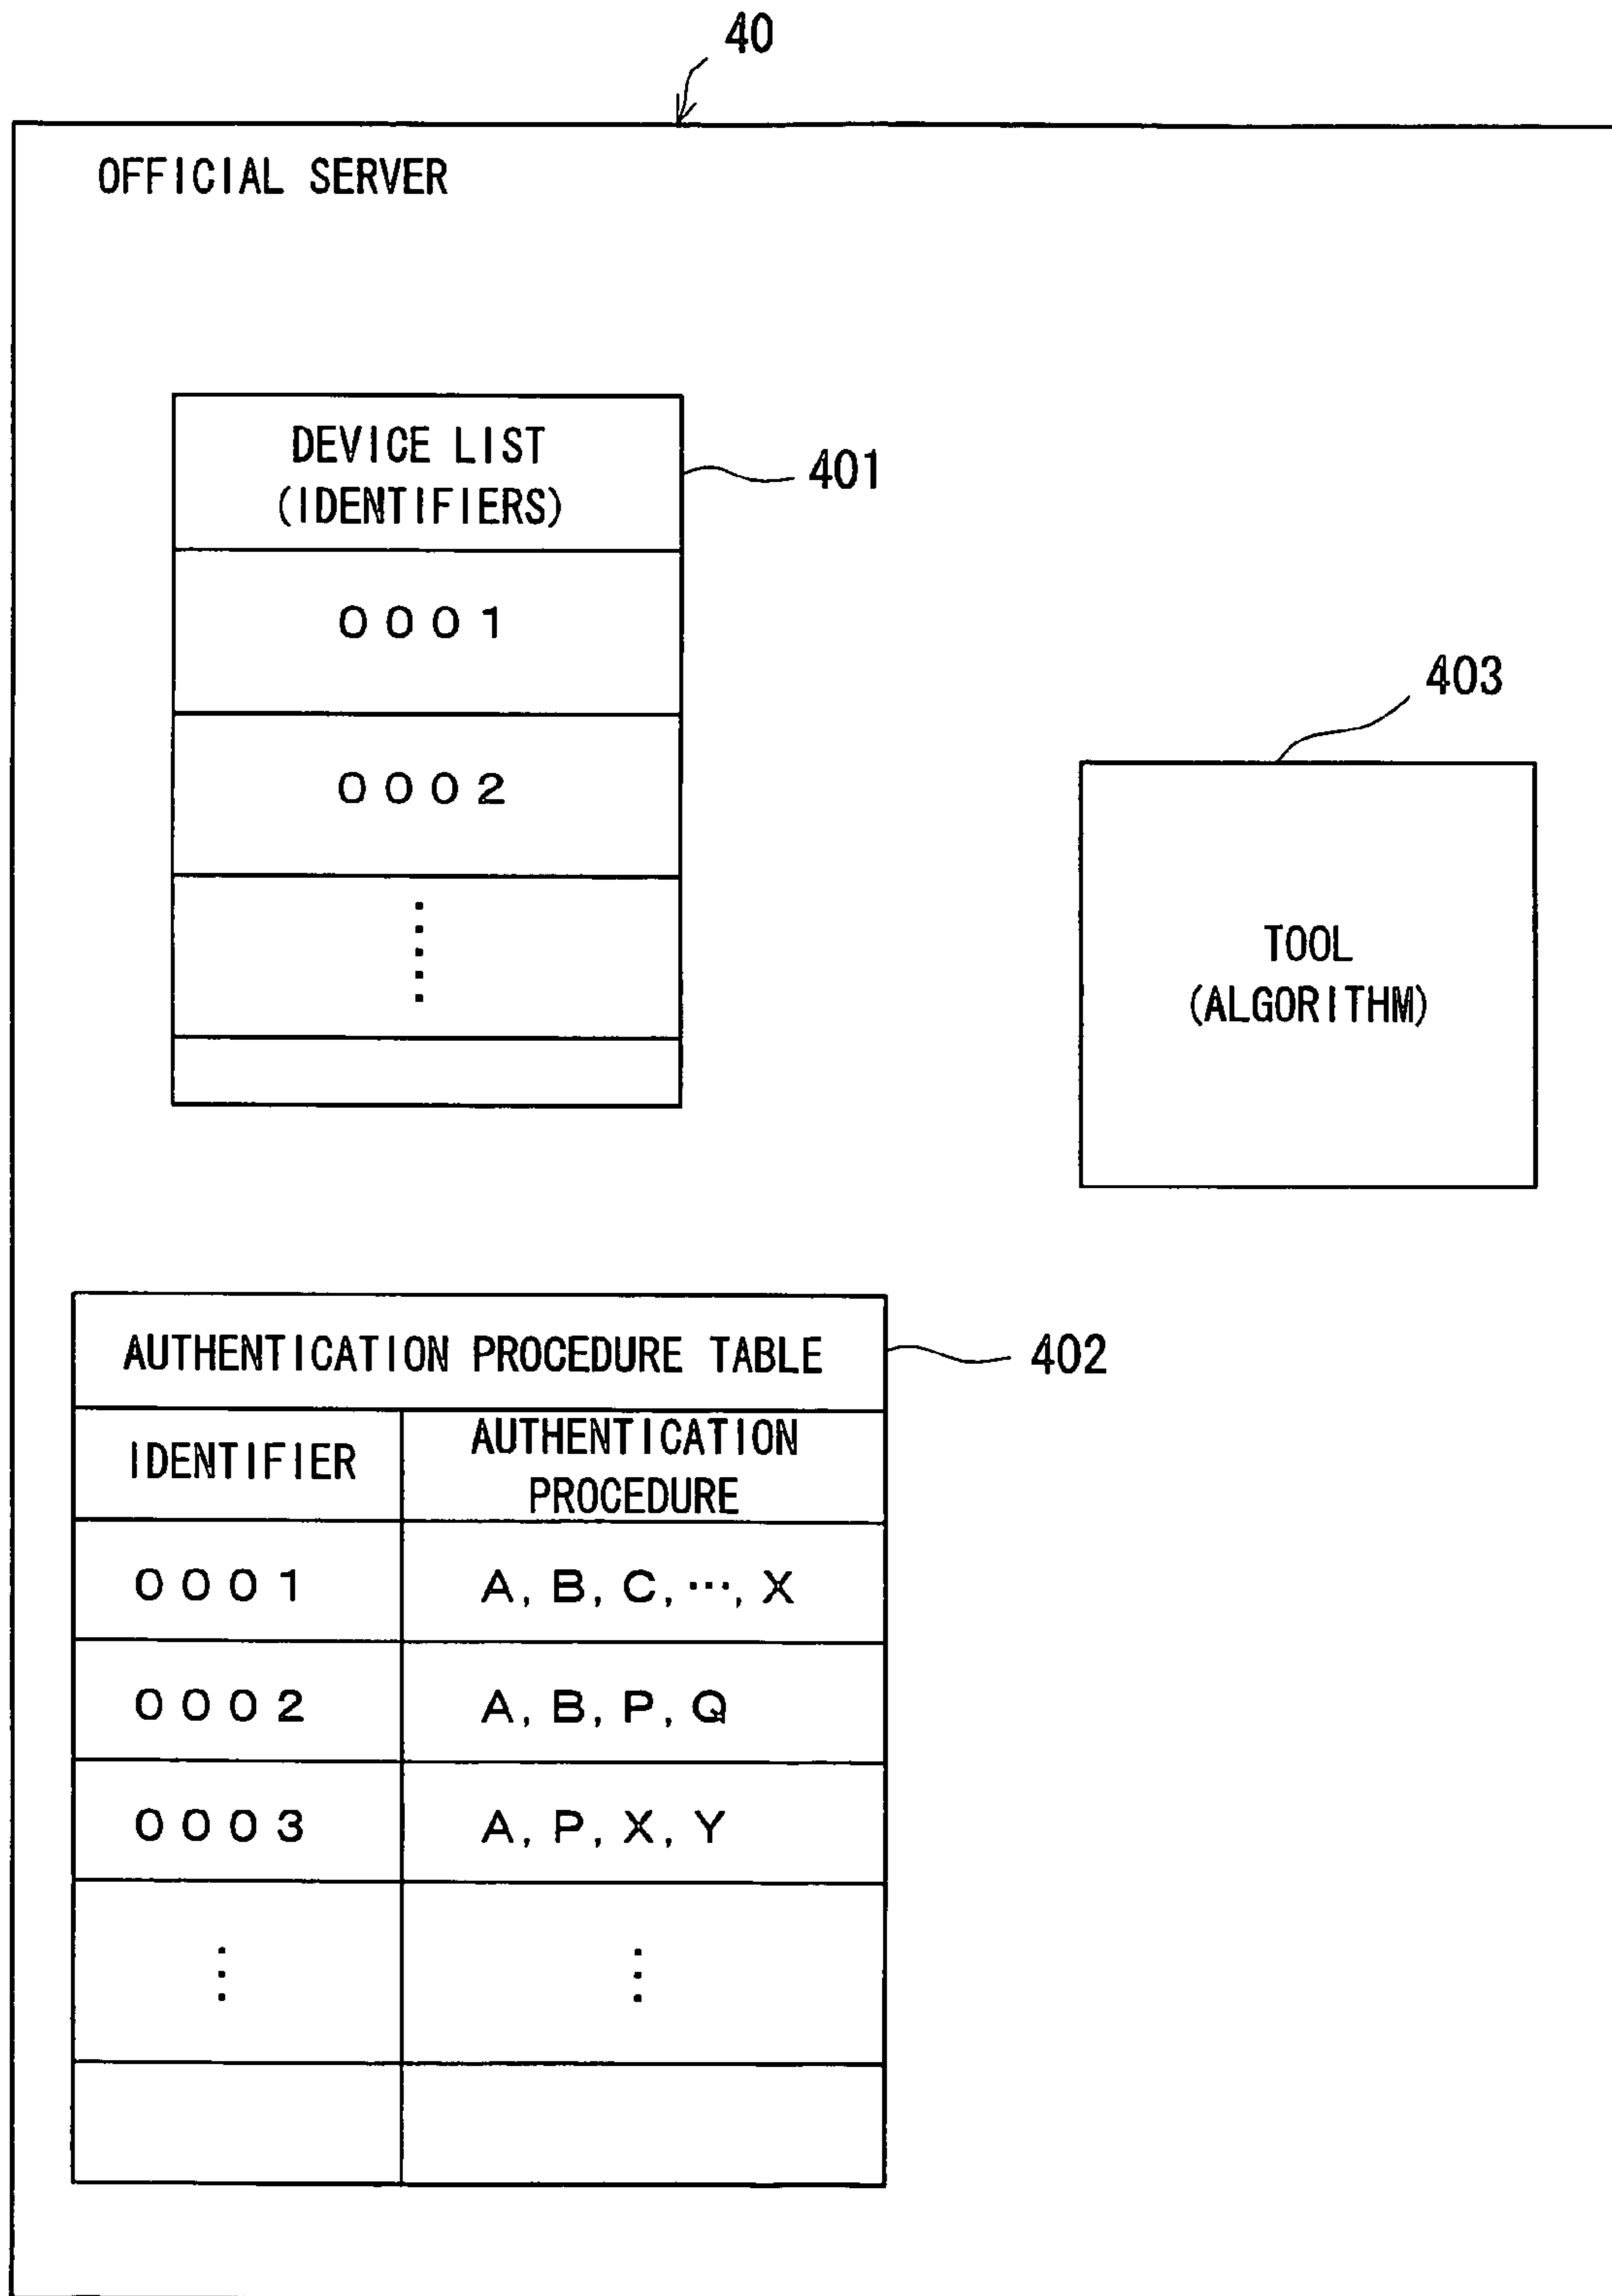 40
OFFICIAL SERVER
DEVICE LIST
(IDENTIFIERS)
401
0001
0002
403
TOOL
(ALGORITHM)
AUTHENTICATION PROCEDURE TABLE
402
IDENTIFIER
AUTHENTICATION
PROCEDURE
0001
A, B, C, ···, X
0002
A, B, P, Q
0003
A, P, X, Y